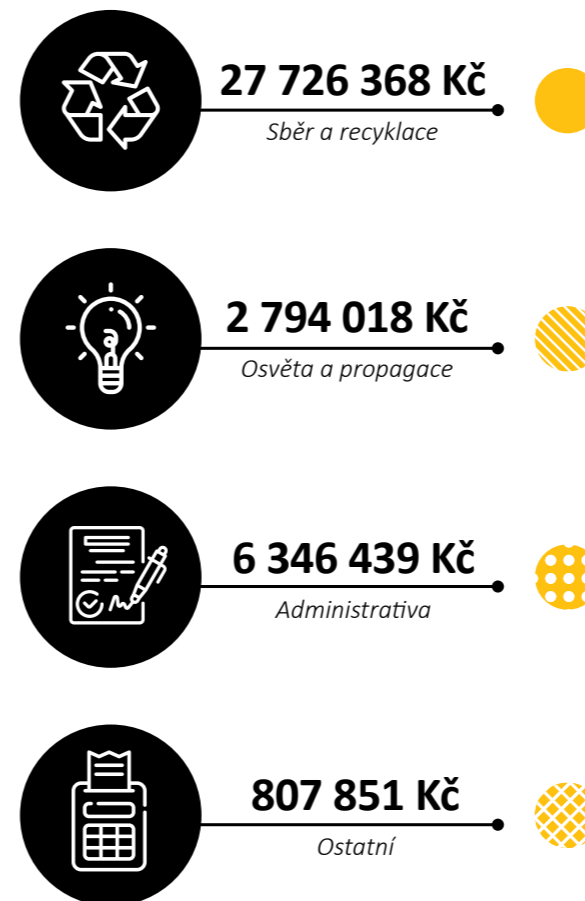 27 726 368 Kč
Sběr a recyklace
2 794 018 Kč
Osvěta a propagace
6 346 439 Kč
Administrativa
807 851 Kč
Ostatní